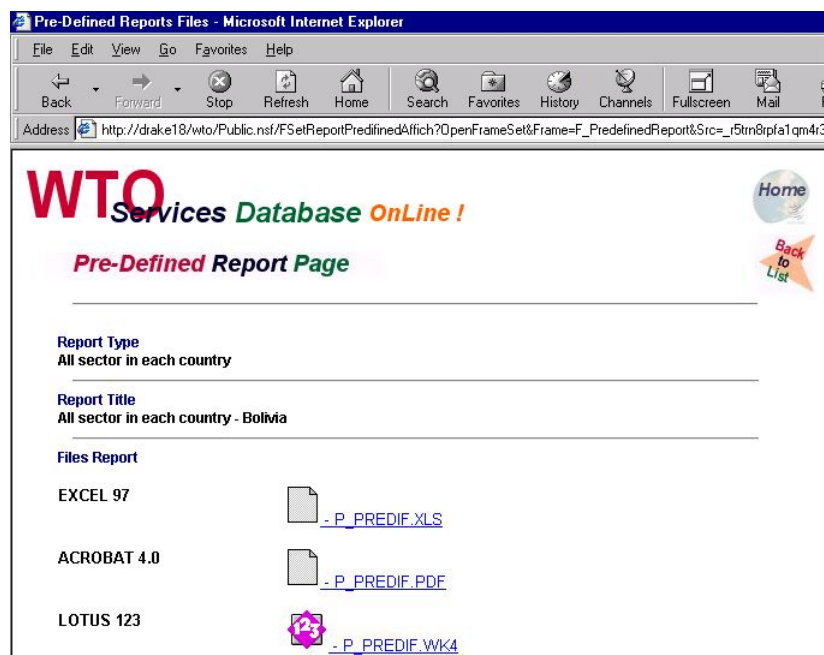 Pre-Defined Reports Files - Microsoft Internet Explorer
File Edit View Go Favorites Help
Back Forward Stop Refresh Home Search Favorites History Channels Fullscreen Mail
Address http://drake18/wto/Public.nsf/FSetReportPredifinedAffich?OpenFrameSet&Frame=F_PredefinedReport&Src=_r5trn8rpfa1qm4r3
WTO Services Database OnLine !
Home
Pre-Defined Report Page
Back to List
Report Type
All sector in each country
Report Title
All sector in each country - Bolivia
Files Report
EXCEL 97 - P_PREDIF.XLS
ACROBAT 4.0 - P_PREDIF.PDF
LOTUS 123 123 - P_PREDIF.WK4